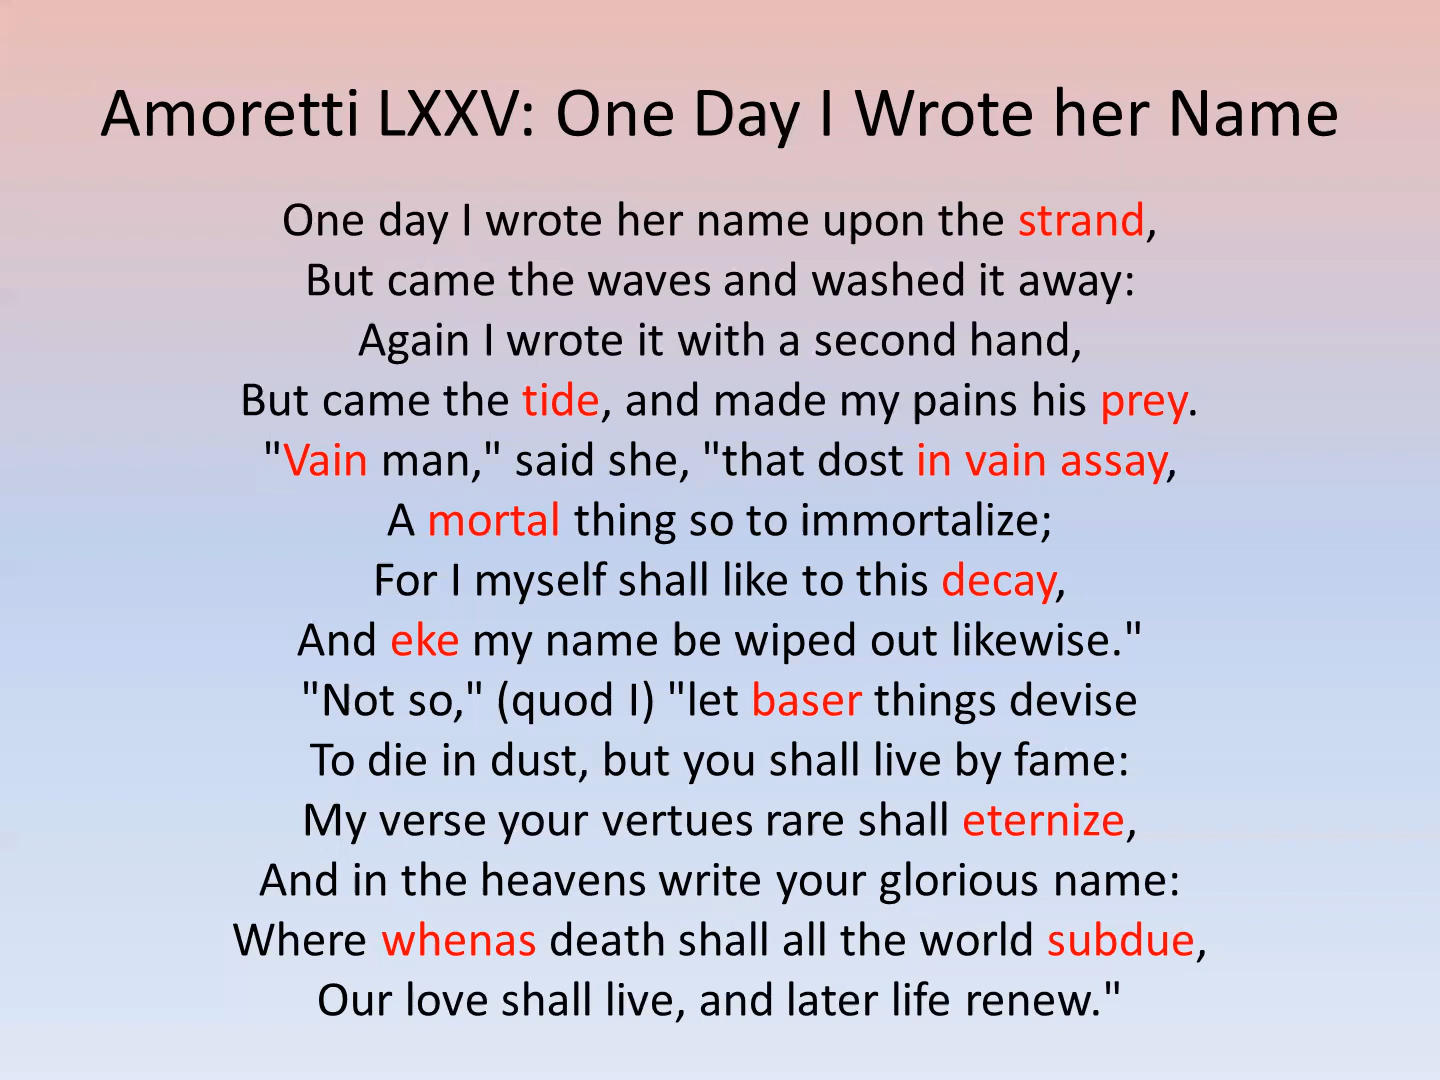 Amoretti LXXV: One Day I Wrote her Name
One day I wrote her name upon the strand,
But came the waves and washed it away:
Again I wrote it with a second hand,
But came the tide, and made my pains his prey.
"Vain man," said she, "that dost in vain assay,
A mortal thing so to immortalize;
For I myself shall like to this decay,
And eke my name be wiped out likewise."
"Not so," (quod I) "let baser things devise
To die in dust, but you shall live by fame:
My verse your vertues rare shall eternize,
And in the heavens write your glorious name:
Where whenas death shall all the world subdue,
Our love shall live, and later life renew."